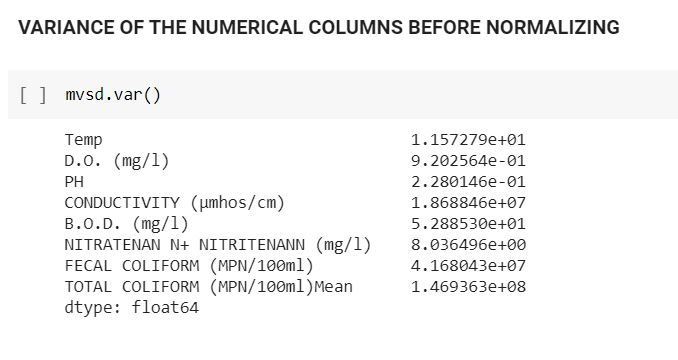 VARIANCE OF THE NUMERICAL COLUMNS BEFORE NORMALIZING
[ ] mvsd.var()
Temp 1.157279e+01
D.O. (mg/l) 9.202564e-01
PH 2.280146e-01
CONDUCTIVITY (µmhos/cm) 1.868846e+07
B.O.D. (mg/l) 5.288530e+01
NITRATENAN N+ NITRITENANN (mg/l) 8.036496e+00
FECAL COLIFORM (MPN/100ml) 4.168043e+07
TOTAL COLIFORM (MPN/100ml)Mean 1.469363e+08
dtype: float64